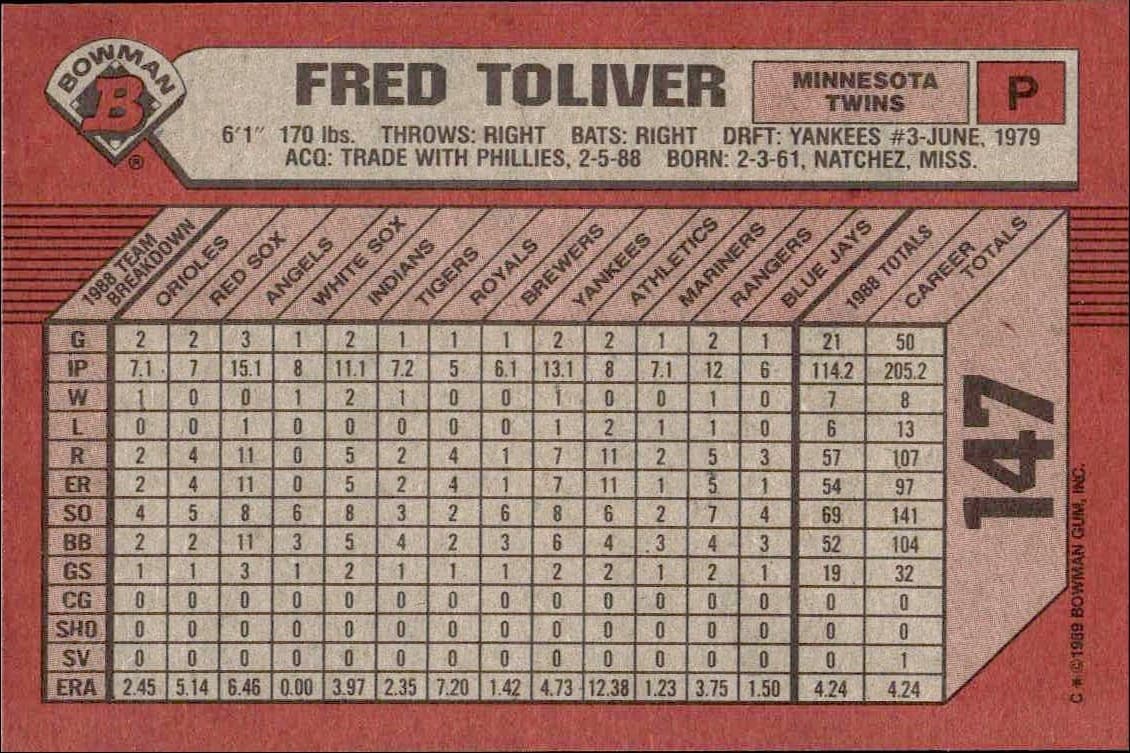 BOWMAN
B
®
FRED TOLIVER
MINNESOTA
TWINS
P
6'1" 170 lbs. THROWS: RIGHT BATS: RIGHT DRFT: YANKEES #3-JUNE, 1979
ACQ: TRADE WITH PHILLIES, 2-5-88 BORN: 2-3-61, NATCHEZ, MISS.
1988 TEAM BREAKDOWN ORIOLES RED SOX ANGELS WHITE SOX INDIANS TIGERS ROYALS BREWERS YANKEES ATHLETICS MARINERS RANGERS BLUE JAYS 1988 TOTALS CAREER TOTALS
G 2 2 3 1 2 1 1 1 2 2 1 2 1 21 50
IP 7.1 7 15.1 8 11.1 7.2 5 6.1 13.1 8 7.1 12 6 114.2 205.2
W 1 0 0 1 2 1 0 0 1 0 0 1 0 7 8
L 0 0 1 0 0 0 0 0 1 2 1 1 0 6 13
R 2 4 11 0 5 2 4 1 7 11 2 5 3 57 107
ER 2 4 11 0 5 2 4 1 7 11 1 5 1 54 97
SO 4 5 8 6 8 3 2 6 8 6 2 7 4 69 141
BB 2 2 11 3 5 4 2 3 6 4 3 4 3 52 104
GS 1 1 3 1 2 1 1 1 2 2 1 2 1 19 32
CG 0 0 0 0 0 0 0 0 0 0 0 0 0 0 0
SHO 0 0 0 0 0 0 0 0 0 0 0 0 0 0 0
SV 0 0 0 0 0 0 0 0 0 0 0 0 0 0 1
ERA 2.45 5.14 6.46 0.00 3.97 2.35 7.20 1.42 4.73 12.38 1.23 3.75 1.50 4.24 4.24
147
C * © 1989 BOWMAN GUM, INC.